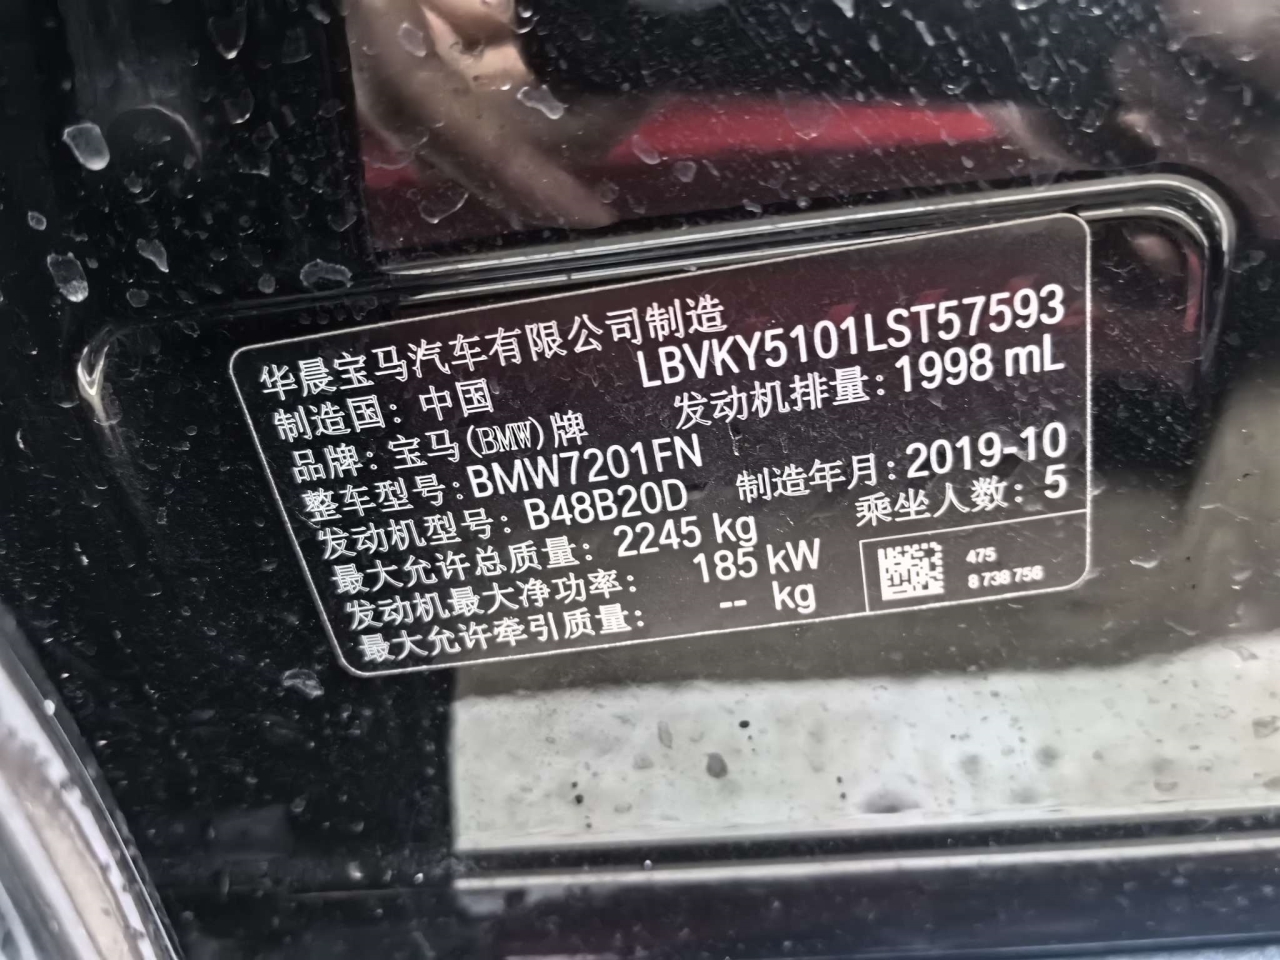 华晨宝马汽车有限公司制造
制造国：中国 LBVKY5101LST57593
品牌：宝马(BMW)牌 发动机排量：1998 mL
整车型号：BMW7201FN
发动机型号：B48B20D 制造年月：2019-10
最大允许总质量：2245 kg 乘坐人数：5
发动机最大净功率：185 kW
最大允许牵引质量：-- kg
475
8 738 756